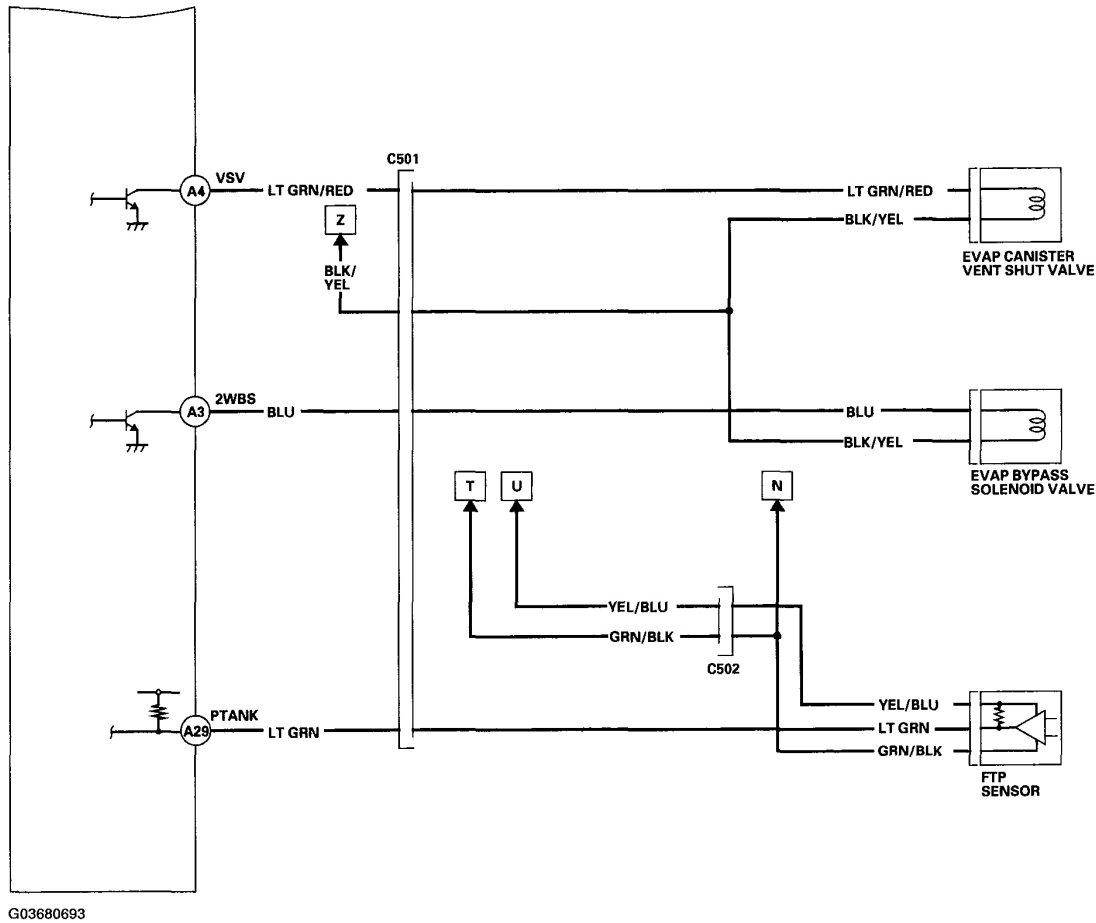 C501
A4
VSV
LT GRN/RED
LT GRN/RED
Z
BLK/YEL
BLK/
YEL
EVAP CANISTER
VENT SHUT VALVE
A3
2WBS
BLU
BLU
BLK/YEL
EVAP BYPASS
SOLENOID VALVE
T
U
N
YEL/BLU
GRN/BLK
C502
A29
PTANK
LT GRN
YEL/BLU
LT GRN
GRN/BLK
FTP
SENSOR
G03680693